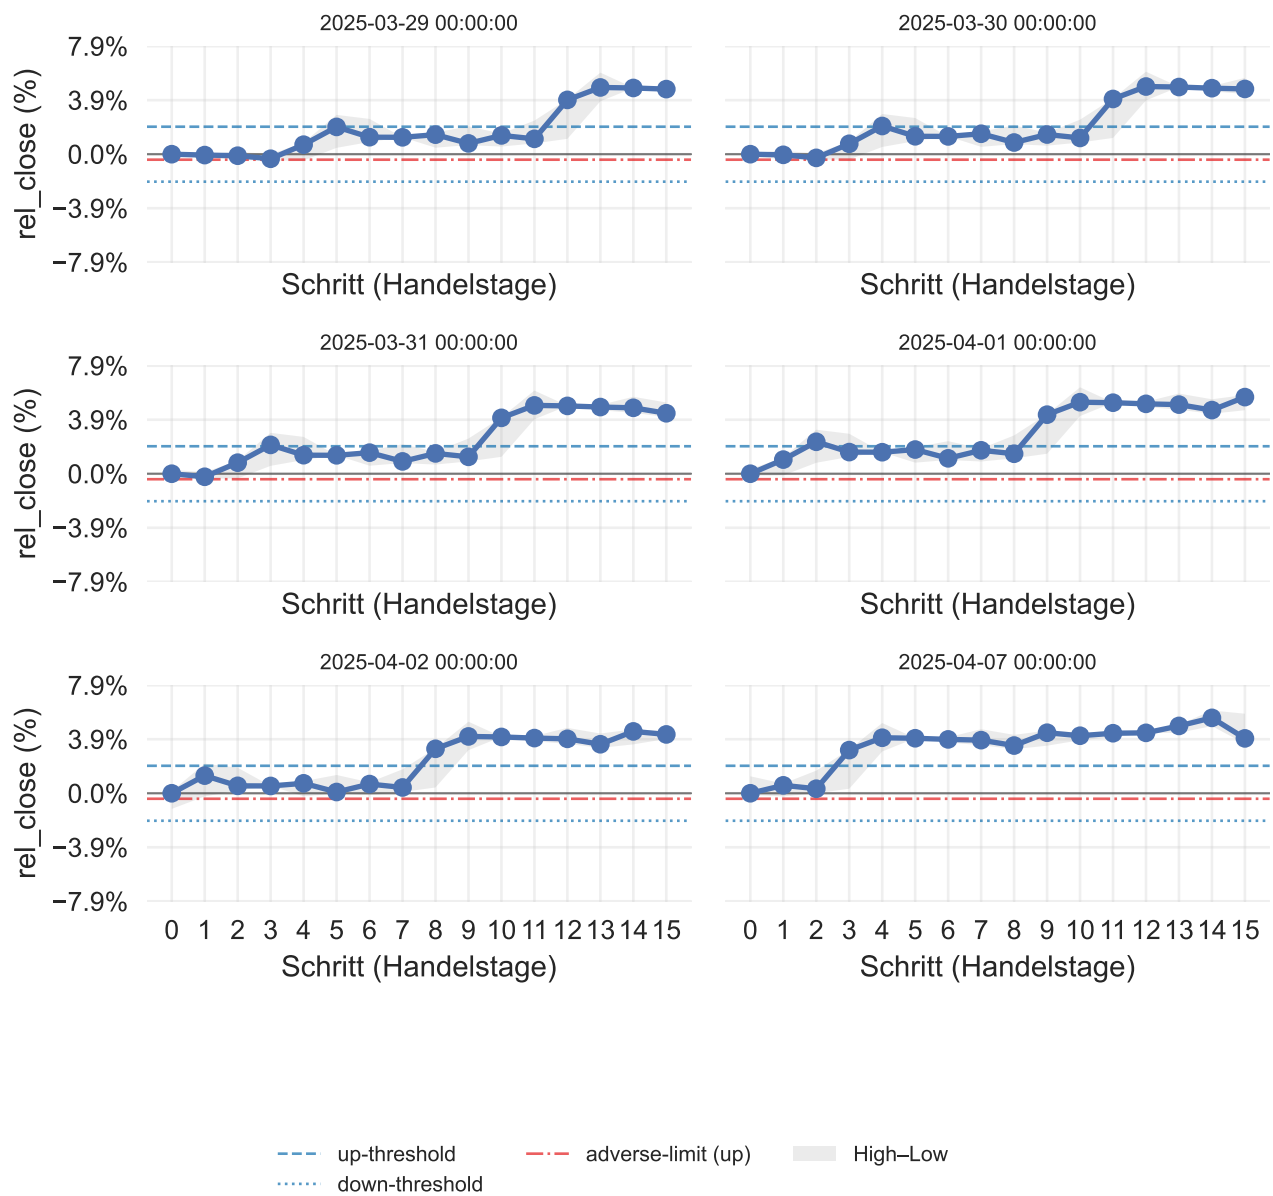 2025-03-29 00:00:00
2025-03-30 00:00:00
7.9%
3.9%
0.0%
−3.9%
−7.9%
rel_close (%)
Schritt (Handelstage)
Schritt (Handelstage)
2025-03-31 00:00:00
2025-04-01 00:00:00
7.9%
3.9%
0.0%
−3.9%
−7.9%
rel_close (%)
Schritt (Handelstage)
Schritt (Handelstage)
2025-04-02 00:00:00
2025-04-07 00:00:00
7.9%
3.9%
0.0%
−3.9%
−7.9%
rel_close (%)
0 1 2 3 4 5 6 7 8 9 10 11 12 13 14 15
0 1 2 3 4 5 6 7 8 9 10 11 12 13 14 15
Schritt (Handelstage)
Schritt (Handelstage)
up-threshold
down-threshold
adverse-limit (up)
High–Low